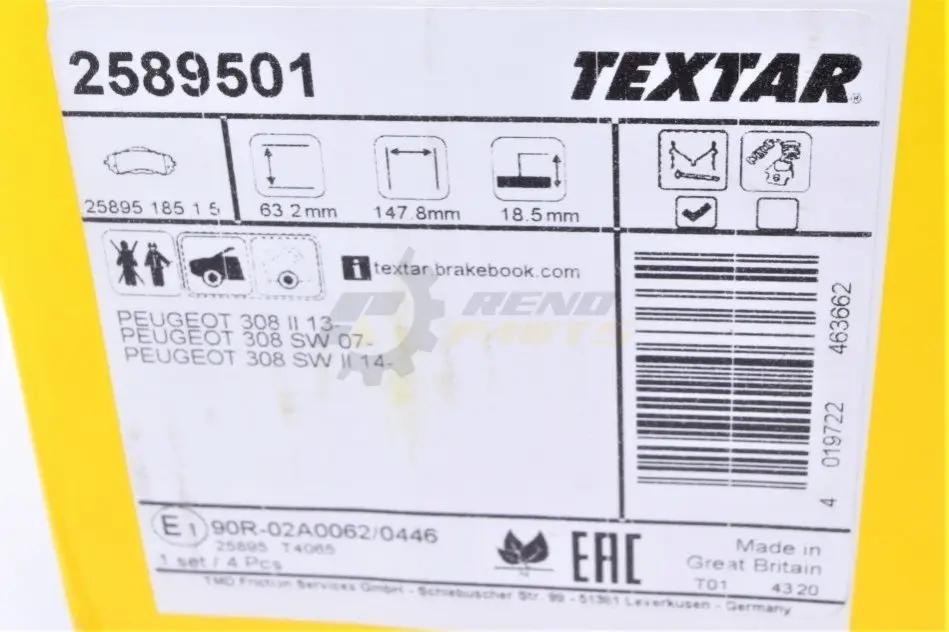 2589501
TEXTAR®
25895 185 1 5
63.2mm
147.8mm
18.5mm
i textar.brakebook.com
RENO
PARTS
PEUGEOT 308 II 13-
PEUGEOT 308 SW 07-
PEUGEOT 308 SW II 14-
4 019722 463662
E1 90R-02A0062/0446
25895 T4065
1 set / 4 Pcs
EAC
Made in
Great Britain
T01 4320
TMD Friction Services GmbH - Schlebuscher Str. 99 - 51381 Leverkusen - Germany